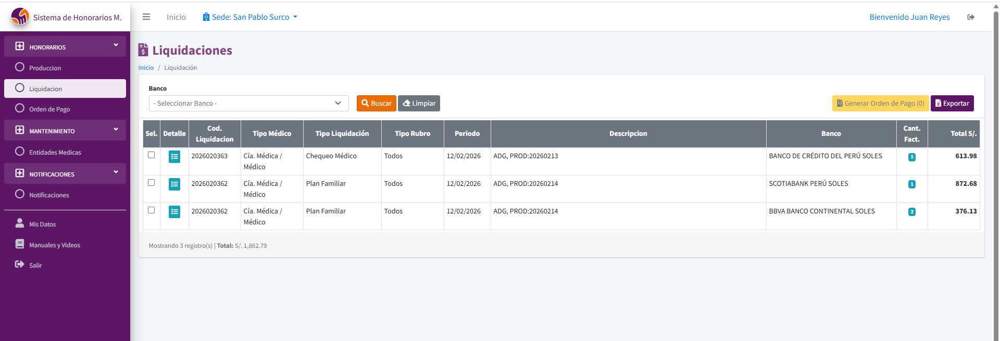 Sistema de Honorarios M.
Inicio
Sede: San Pablo Surco
Bienvenido Juan Reyes
HONORARIOS
Produccion
Liquidacion
Orden de Pago
MANTENIMIENTO
Entidades Medicas
NOTIFICACIONES
Notificaciones
Mis Datos
Manuales y Videos
Salir
Liquidaciones
Inicio / Liquidación
Banco
- Seleccionar Banco -
Buscar
Limpiar
Generar Orden de Pago (0)
Exportar
Sel. Detalle Cod. Liquidacion Tipo Médico Tipo Liquidación Tipo Rubro Periodo Descripcion Banco Cant. Fact. Total S/.
2026020363 Cía. Médica / Médico Chequeo Médico Todos 12/02/2026 ADG, PROD:20260213 BANCO DE CRÉDITO DEL PERÚ SOLES 1 613.98
2026020362 Cía. Médica / Médico Plan Familiar Todos 12/02/2026 ADG, PROD:20260214 SCOTIABANK PERÚ SOLES 1 872.68
2026020362 Cía. Médica / Médico Plan Familiar Todos 12/02/2026 ADG, PROD:20260214 BBVA BANCO CONTINENTAL SOLES 2 376.13
Mostrando 3 registro(s) | Total: S/. 1,862.79